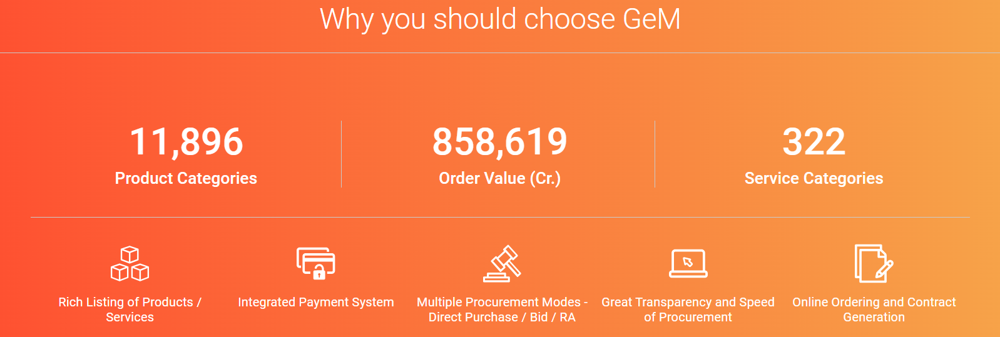 Why you should choose GeM
11,896
Product Categories
858,619
Order Value (Cr.)
322
Service Categories
Rich Listing of Products /
Services
Integrated Payment System
Multiple Procurement Modes -
Direct Purchase / Bid / RA
Great Transparency and Speed
of Procurement
Online Ordering and Contract
Generation